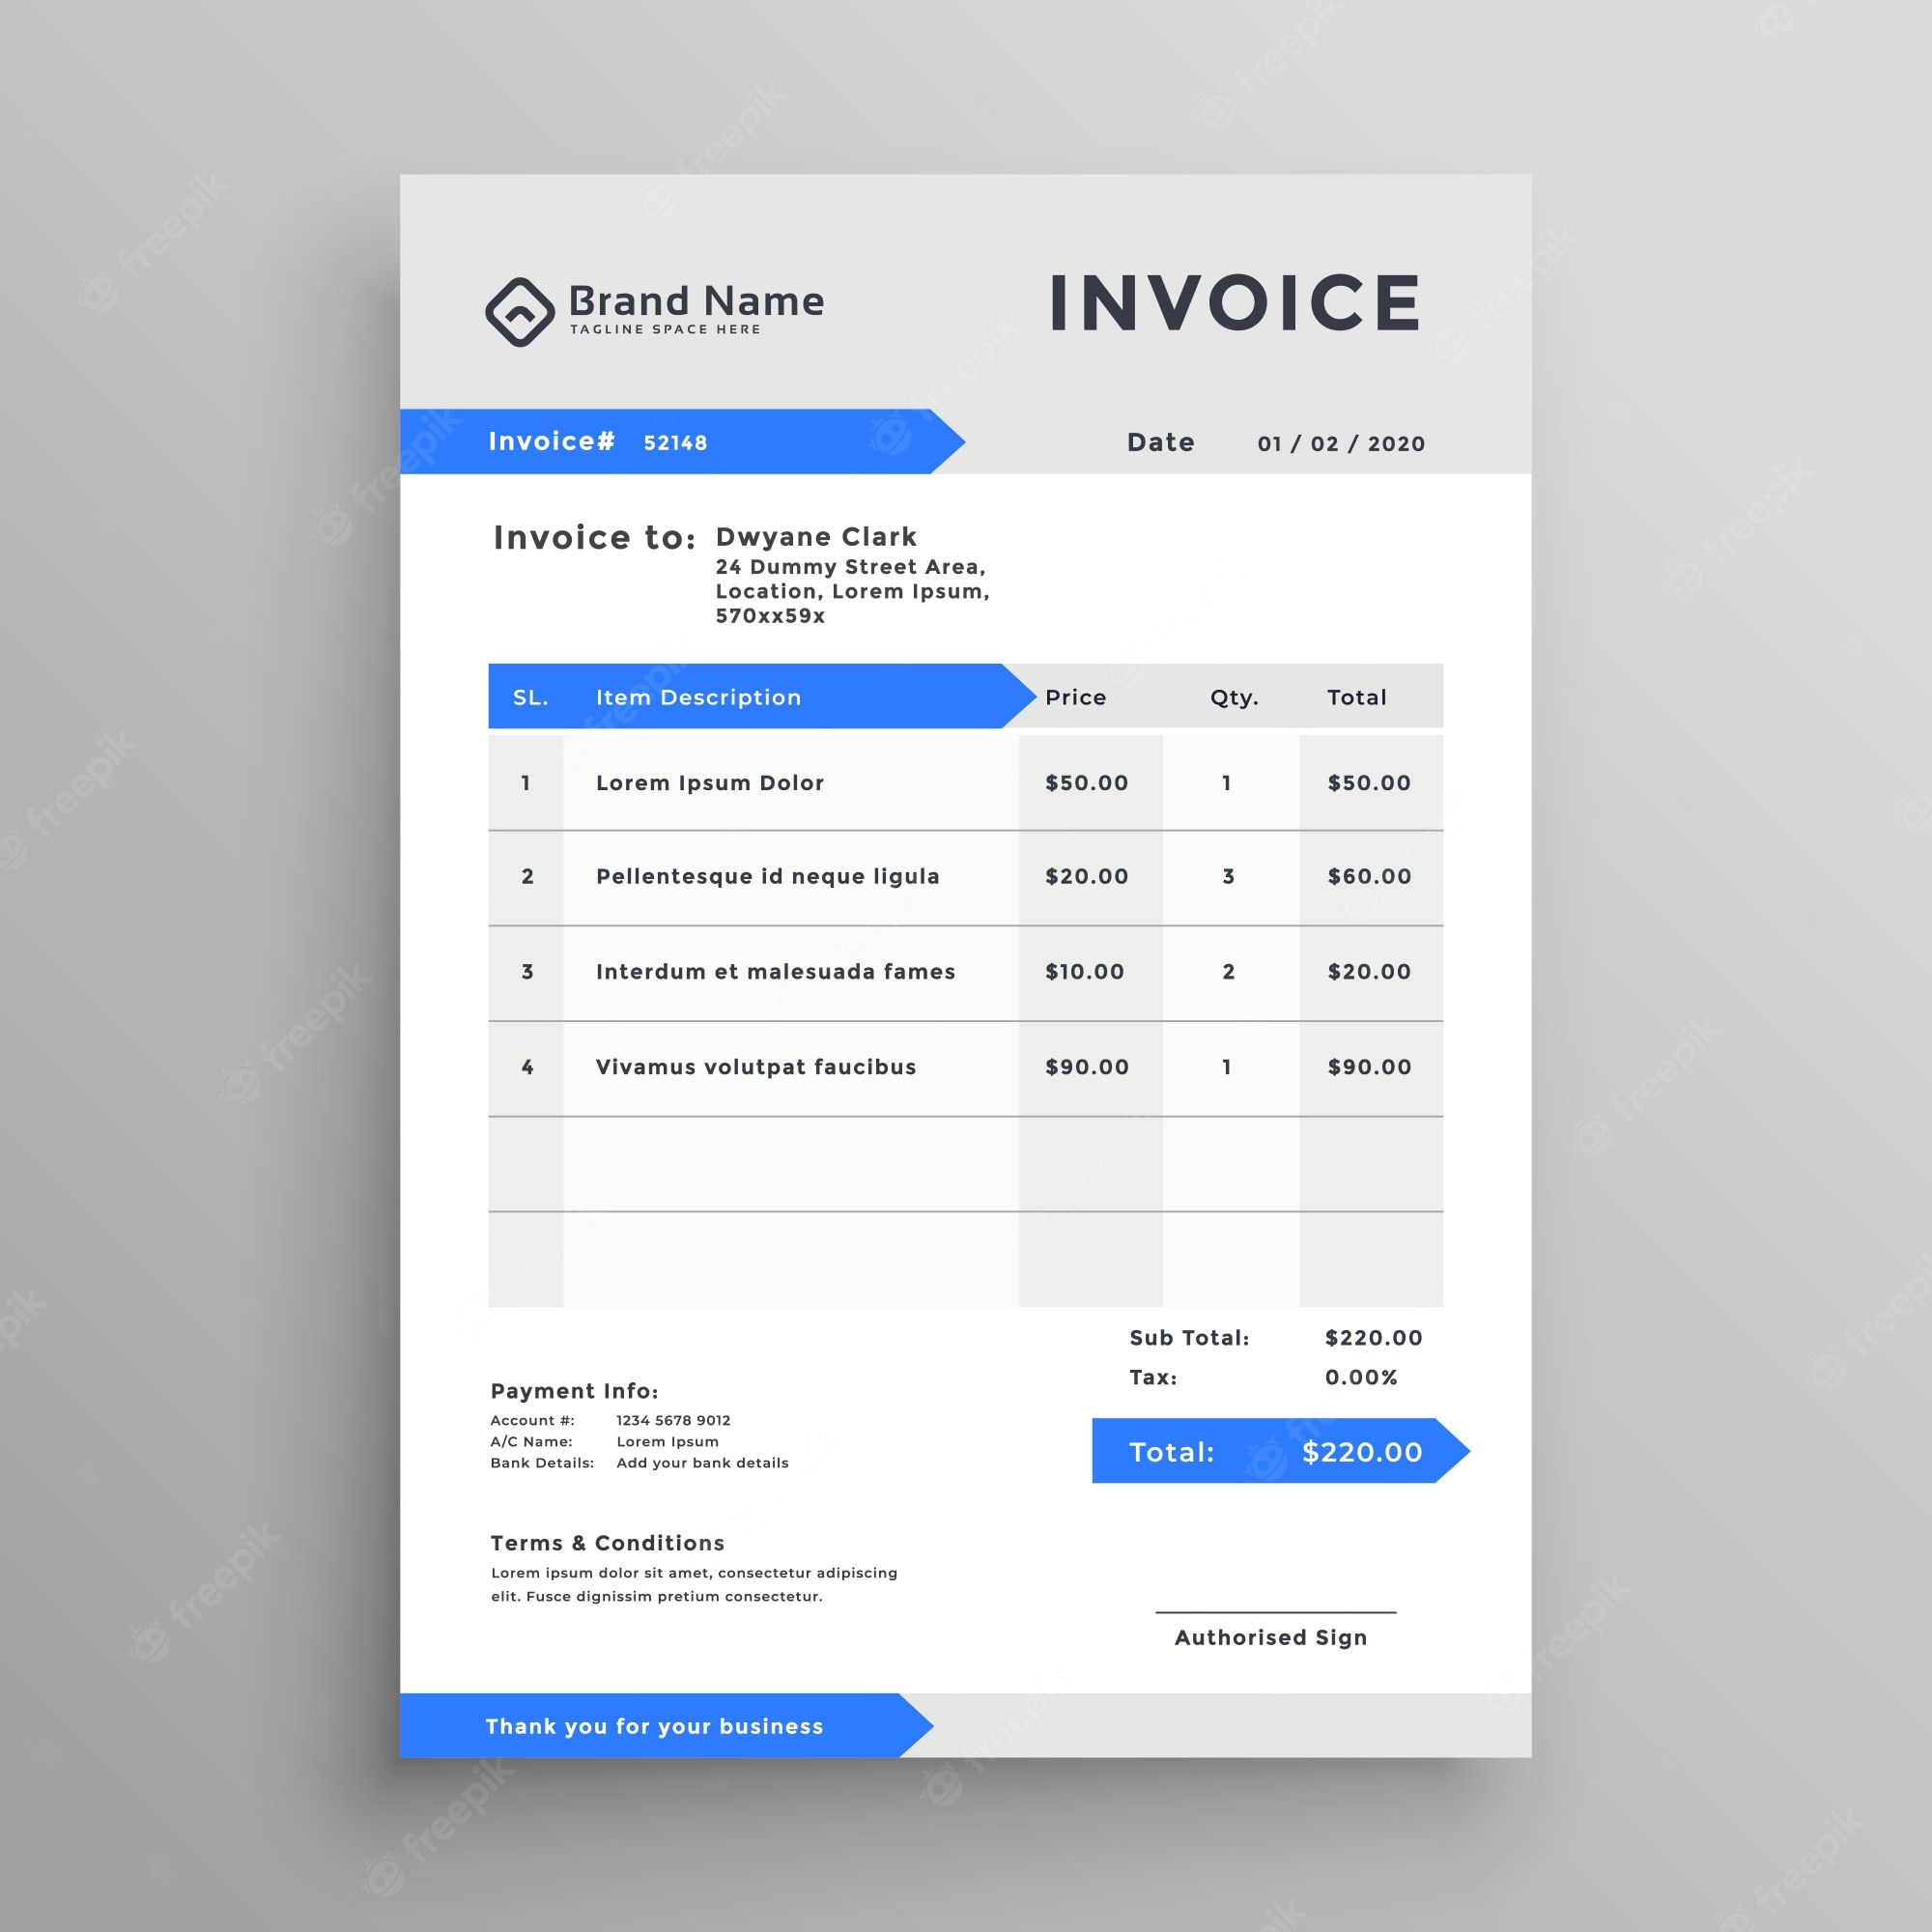 Brand Name
TAGLINE SPACE HERE
INVOICE
Invoice# 52148
Date 01 / 02 / 2020
Invoice to: Dwyane Clark
24 Dummy Street Area,
Location, Lorem Ipsum,
570xx59x
SL. Item Description Price Qty. Total
1 Lorem Ipsum Dolor $50.00 1 $50.00
2 Pellentesque id neque ligula $20.00 3 $60.00
3 Interdum et malesuada fames $10.00 2 $20.00
4 Vivamus volutpat faucibus $90.00 1 $90.00
Sub Total: $220.00
Tax: 0.00%
Total: $220.00
Payment Info:
Account #: 1234 5678 9012
A/C Name: Lorem Ipsum
Bank Details: Add your bank details
Terms & Conditions
Lorem ipsum dolor sit amet, consectetur adipiscing
elit. Fusce dignissim pretium consectetur.
Authorised Sign
Thank you for your business
freepik